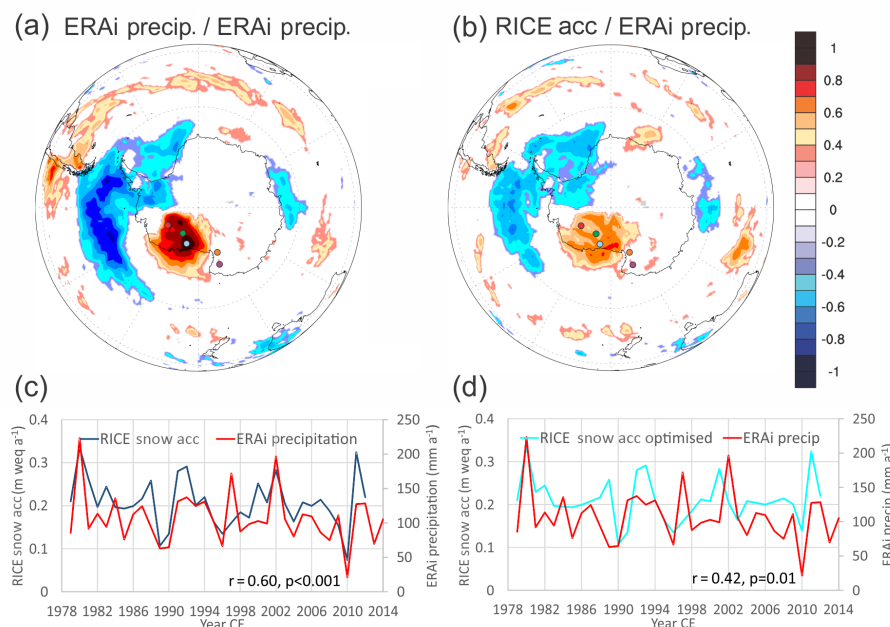 (a) ERAi precip. / ERAi precip.
(b) RICE acc / ERAi precip.
1
0.8
0.6
0.4
0.2
0
-0.2
-0.4
-0.6
-0.8
-1
(c)
RICE snow acc
ERAi precipitation
RICE snow acc (m weq a⁻¹)
0.4
0.3
0.2
0.1
0
250
200
150
100
50
0
ERAi precipitation (mm a⁻¹)
r = 0.60, p<0.001
1978 1982 1986 1990 1994 1998 2002 2006 2010 2014
Year CE
(d)
RICE snow acc optimised
ERAi precip
RICE snow acc (m weq a⁻¹)
0.4
0.3
0.2
0.1
0
250
200
150
100
50
0
ERAi precip (mm a⁻¹)
r = 0.42, p=0.01
1978 1982 1986 1990 1994 1998 2002 2006 2010 2014
Year CE